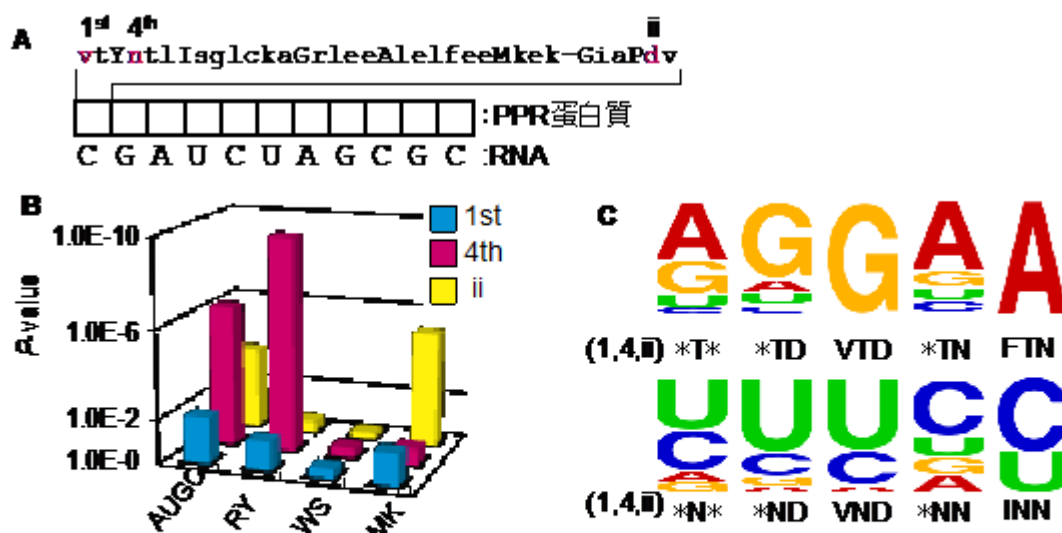 1st 4th ii
A
vtYntlIsglckaGrleeAlelfeeMkek-GiaPdv
:PPR蛋白質
C G A U C U A G C G C :RNA
B
1st
4th
ii
1.0E-10
1.0E-6
1.0E-2
1.0E-0
P-value
AUGC RY WS MK
C
A G U C
G A U C
G
A G U C
A
(1,4,ii) *T* *TD VTD *TN FTN
U C A G
U C G A
U C A
C U G A
C U
(1,4,ii) *N* *ND VND *NN INN